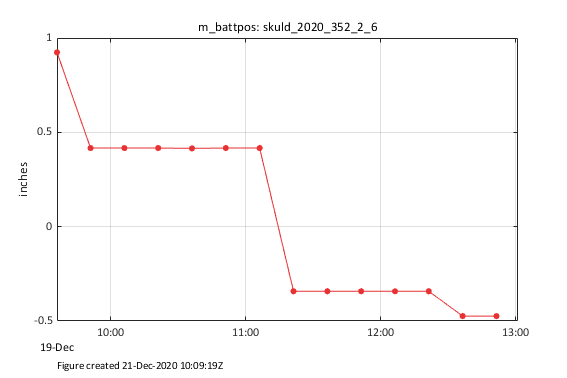 m_battpos: skuld_2020_352_2_6
1
0.5
0
-0.5
inches
10:00 11:00 12:00 13:00
19-Dec
Figure created 21-Dec-2020 10:09:19Z